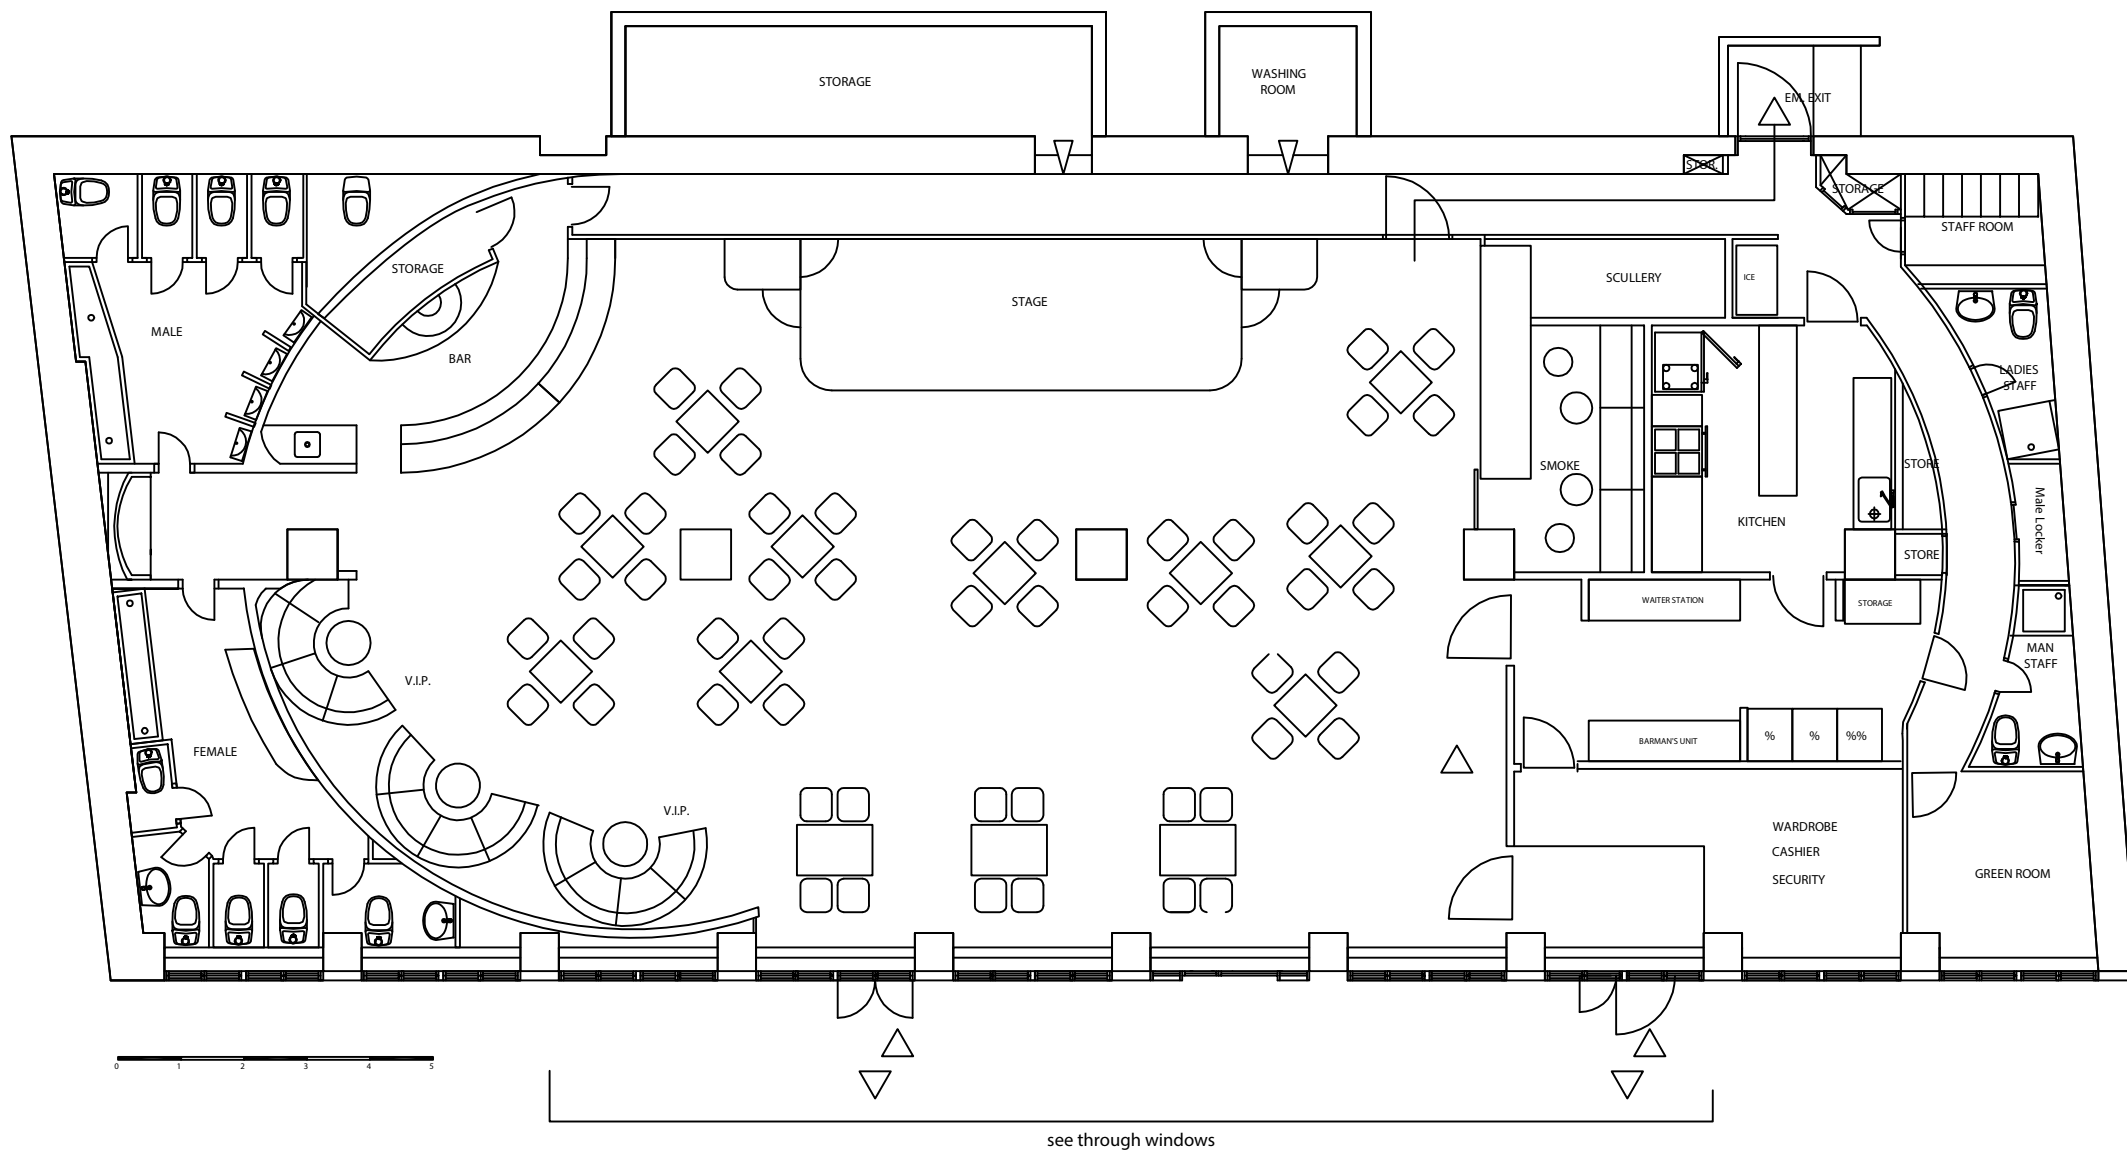 STORAGE
WASHING
ROOM
EM. EXIT
STOR.
STORAGE
STAFF ROOM
STORAGE
SCULLERY
ICE
STAGE
MALE
BAR
LADIES
STAFF
SMOKE
STORE
KITCHEN
Male Locker
STORE
WAITER STATION
STORAGE
MAN
STAFF
V.I.P.
FEMALE
BARMAN'S UNIT
%
%
%%
V.I.P.
WARDROBE
CASHIER
SECURITY
GREEN ROOM
0 1 2 3 4 5
see through windows